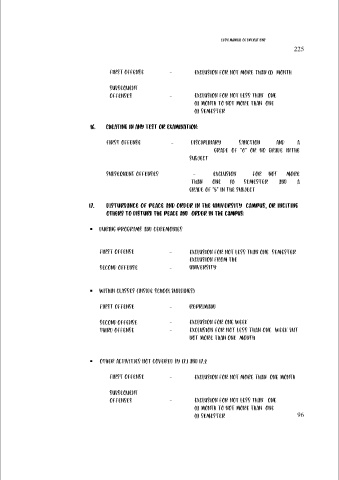 225
FIRST OFFENSE - EXCLUSION FOR NOT MORE THAN (1) MONTH
SUBSEQUENT
OFFENSES - EXCLUSION FOR NOT LESS THAN ONE
(1) MONTH TO NOT MORE THAN ONE
(1) SEMESTER
16. CHEATING IN ANY TEST OR EXAMINATION:
FIRST OFFENSE - DISCIPLINARY SANCTION AND A
GRADE OF "0" OR NO GRADE IN THE
SUBJECT
SUBSEQUENT OFFENSES - EXCLUSION FOR NOT MORE
THAN ONE (1) SEMESTER AND A
GRADE OF "5" IN THE SUBJECT
17. DISTURBANCE OF PEACE AND ORDER IN THE UNIVERSITY CAMPUS, OR INCITING
OTHERS TO DISTURB THE PEACE AND ORDER IN THE CAMPUS:
• DURING PROGRAMS AND CEREMONIES
FIRST OFFENSE - EXCLUSION FOR NOT LESS THAN ONE SEMESTER
EXCLUSION FROM THE
SECOND OFFENSE - UNIVERSITY
• WITHIN CLASSES (INSIDE SCHOOL BUILDINGS)
FIRST OFFENSE - REPRIMAND
SECOND OFFENSE - EXCLUSION FOR ONE WEEK
THIRD OFFENSE - EXCLUSION FOR NOT LESS THAN ONE WEEK BUT
NOT MORE THAN ONE MONTH
• OTHER ACTIVITIES NOT COVERED BY 17.1 AND 17.2
FIRST OFFENSE - EXCLUSION FOR NOT MORE THAN ONE MONTH
SUBSEQUENT
OFFENSES - EXCLUSION FOR NOT LESS THAN ONE
(1) MONTH TO NOT MORE THAN ONE
(1) SEMESTER 96